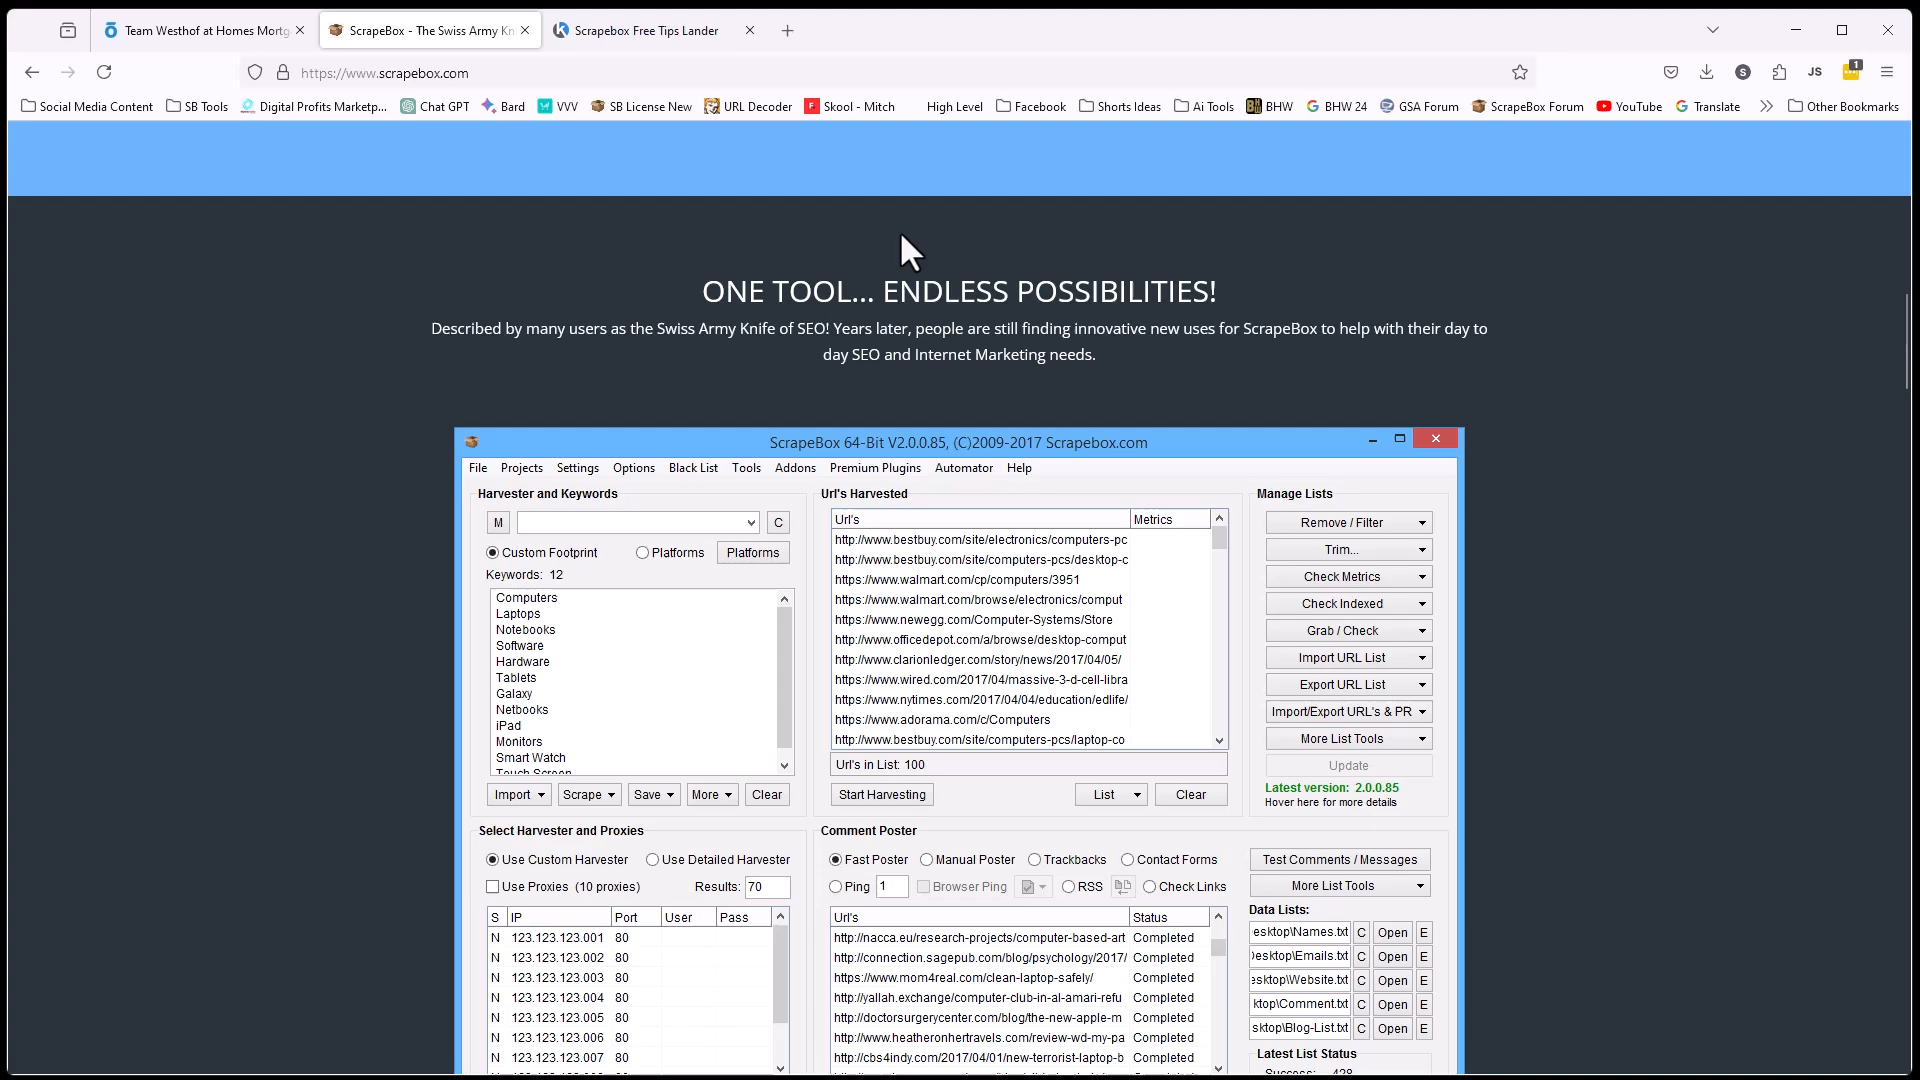 Team Westhof at Homes Mortg
ScrapeBox - The Swiss Army Kn
Scrapebox Free Tips Lander
https://www.scrapebox.com
S
JS
1
Social Media Content
SB Tools
Digital Profits Marketp...
Chat GPT
Bard
VVV
SB License New
URL Decoder
Skool - Mitch
High Level
Facebook
Shorts Ideas
Ai Tools
BHW
BHW 24
GSA Forum
ScrapeBox Forum
YouTube
Translate
Other Bookmarks
ONE TOOL... ENDLESS POSSIBILITIES!
Described by many users as the Swiss Army Knife of SEO! Years later, people are still finding innovative new uses for ScrapeBox to help with their day to
day SEO and Internet Marketing needs.
ScrapeBox 64-Bit V2.0.0.85, (C)2009-2017 Scrapebox.com
File Projects Settings Options Black List Tools Addons Premium Plugins Automator Help
Harvester and Keywords
M
C
Custom Footprint
Platforms
Platforms
Keywords: 12
Computers
Laptops
Notebooks
Software
Hardware
Tablets
Galaxy
Netbooks
iPad
Monitors
Smart Watch
Touch Screen
Import
Scrape
Save
More
Clear
Url's Harvested
Url's Metrics
http://www.bestbuy.com/site/electronics/computers-pc
http://www.bestbuy.com/site/computers-pcs/desktop-c
https://www.walmart.com/cp/computers/3951
https://www.walmart.com/browse/electronics/comput
https://www.newegg.com/Computer-Systems/Store
http://www.officedepot.com/a/browse/desktop-comput
http://www.clarionledger.com/story/news/2017/04/05/
https://www.wired.com/2017/04/massive-3-d-cell-libra
https://www.nytimes.com/2017/04/04/education/edlife/
https://www.adorama.com/c/Computers
http://www.bestbuy.com/site/computers-pcs/laptop-co
Url's in List: 100
Start Harvesting
List
Clear
Manage Lists
Remove / Filter
Trim...
Check Metrics
Check Indexed
Grab / Check
Import URL List
Export URL List
Import/Export URL's & PR
More List Tools
Update
Latest version: 2.0.0.85
Hover here for more details
Select Harvester and Proxies
Use Custom Harvester
Use Detailed Harvester
Use Proxies (10 proxies)
Results: 70
S IP Port User Pass
N 123.123.123.001 80
N 123.123.123.002 80
N 123.123.123.003 80
N 123.123.123.004 80
N 123.123.123.005 80
N 123.123.123.006 80
N 123.123.123.007 80
Comment Poster
Fast Poster
Manual Poster
Trackbacks
Contact Forms
Ping 1
Browser Ping
RSS
Check Links
Url's Status
http://nacca.eu/research-projects/computer-based-art Completed
http://connection.sagepub.com/blog/psychology/2017/ Completed
https://www.mom4real.com/clean-laptop-safely/ Completed
http://yallah.exchange/computer-club-in-al-amari-refu Completed
http://doctorsurgerycenter.com/blog/the-new-apple-m Completed
http://www.heatheronhertravels.com/review-wd-my-pa Completed
http://cbs4indy.com/2017/04/01/new-terrorist-laptop-b Completed
Test Comments / Messages
More List Tools
Data Lists:
esktop\Names.txt C Open E
esktop\Emails.txt C Open E
esktop\Website.txt C Open E
ktop\Comment.txt C Open E
sktop\Blog-List.txt C Open E
Latest List Status
Success: 428